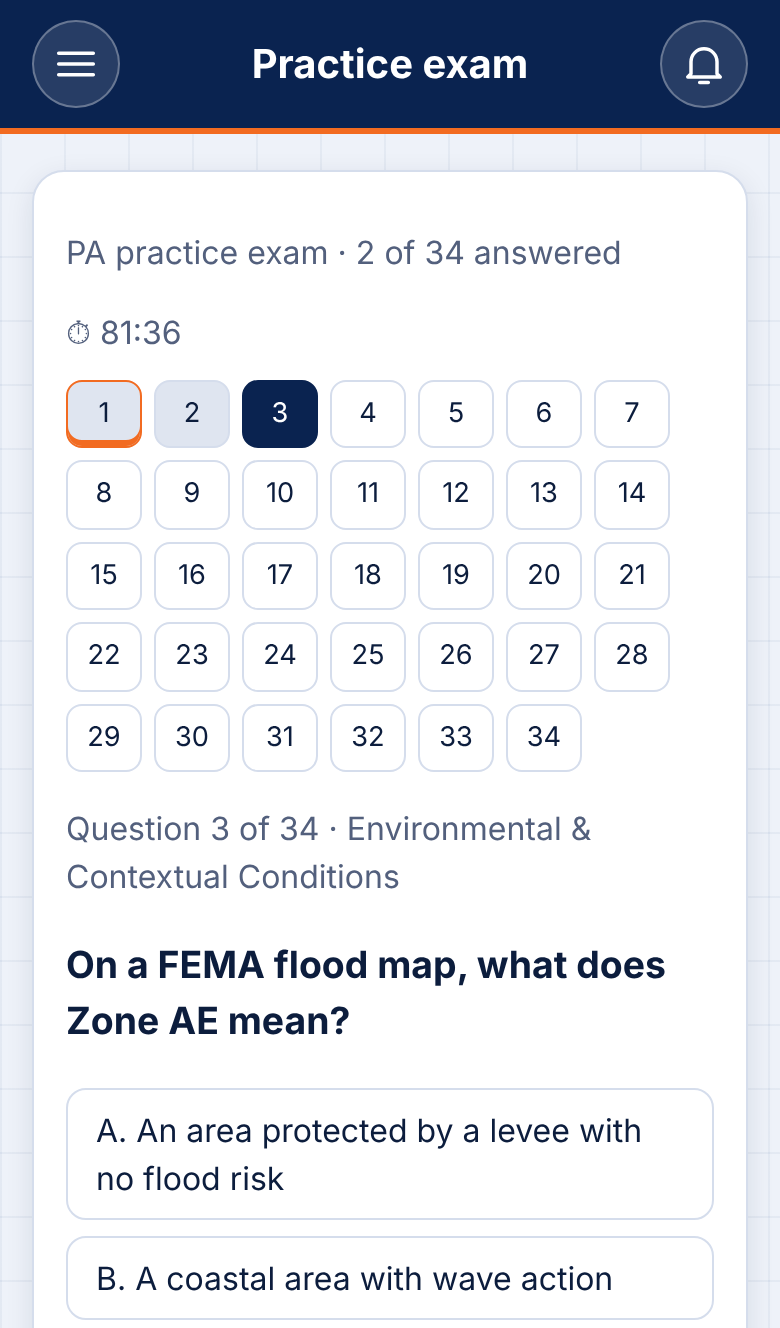 Practice exam
PA practice exam · 2 of 34 answered
⏱ 81:36
1 2 3 4 5 6 7
8 9 10 11 12 13 14
15 16 17 18 19 20 21
22 23 24 25 26 27 28
29 30 31 32 33 34
Question 3 of 34 · Environmental &
Contextual Conditions
On a FEMA flood map, what does
Zone AE mean?
A. An area protected by a levee with
no flood risk
B. A coastal area with wave action